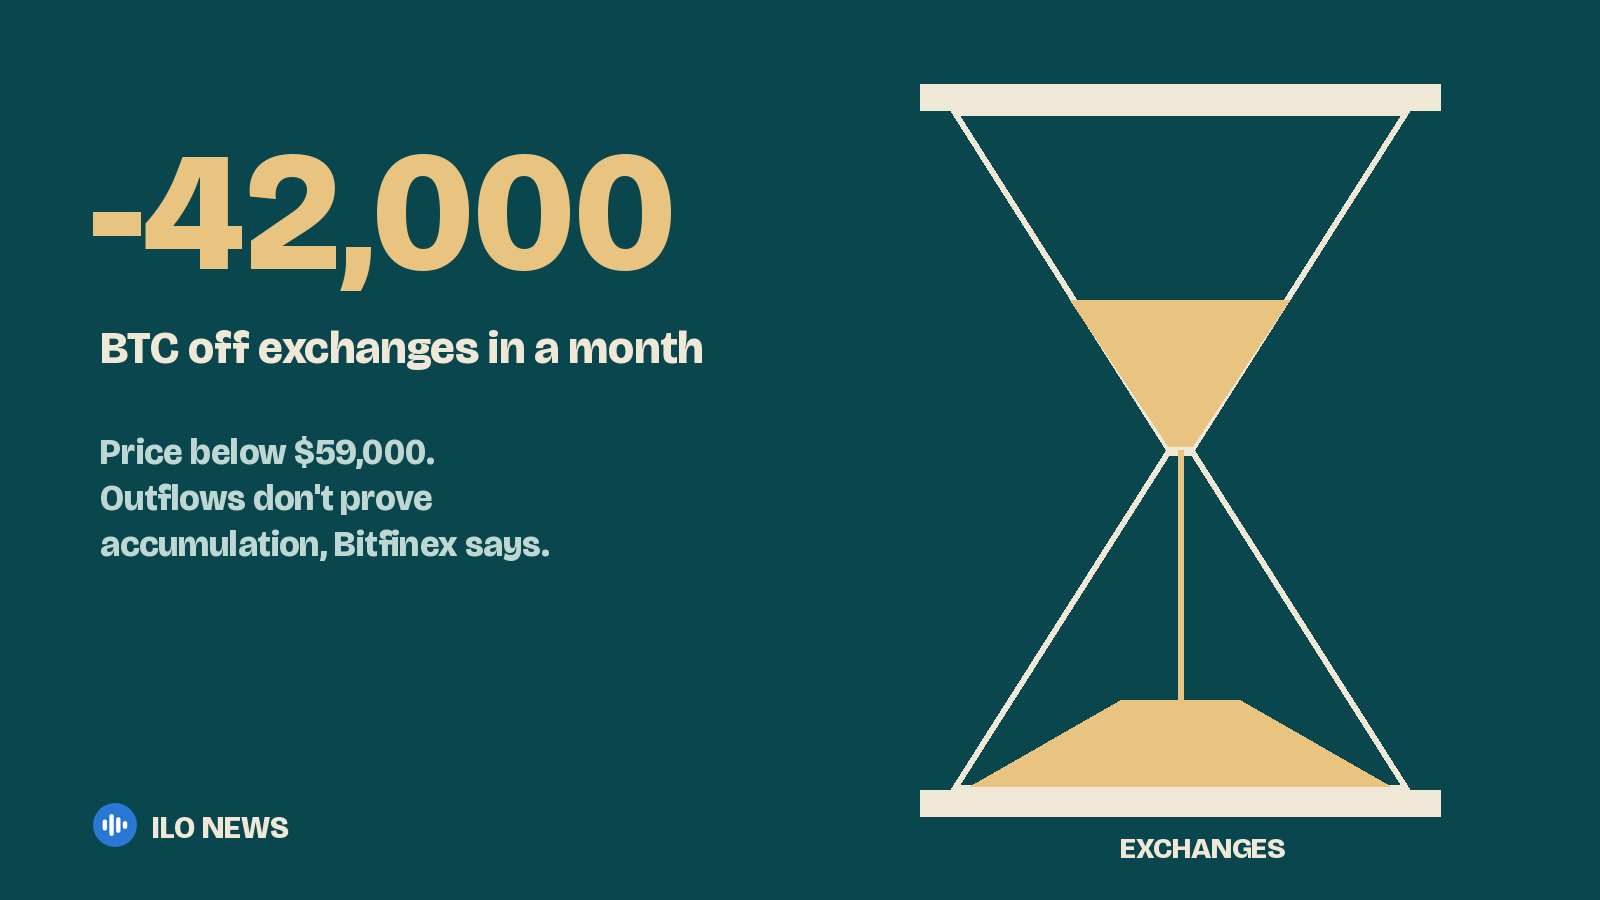 -42,000
BTC off exchanges in a month
Price below $59,000.
Outflows don't prove
accumulation, Bitfinex says.
ILO NEWS
EXCHANGES